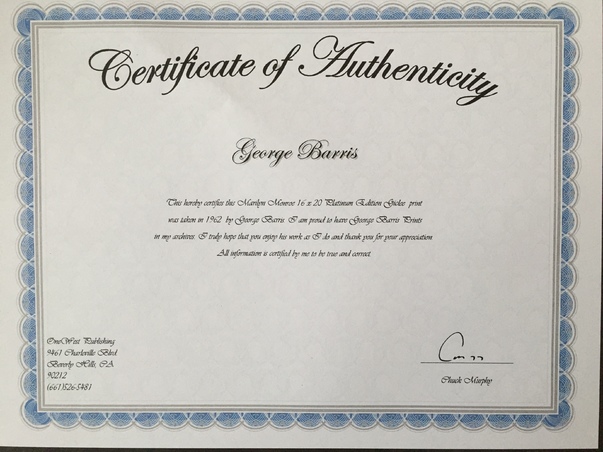 Certificate of Authenticity
George Barris
This hereby certifies this Marilyn Monroe 16 x 20 Platinum Edition Giclee print
was taken in 1962 by George Barris. I am proud to have George Barris Prints
in my archives. I truly hope that you enjoy his work as I do and thank you for your appreciation
All information is certified by me to be true and correct.
OneWest Publishing
9461 Charleville Blvd
Beverly Hills, CA
90212
(661)526-5481
Chuck Murphy